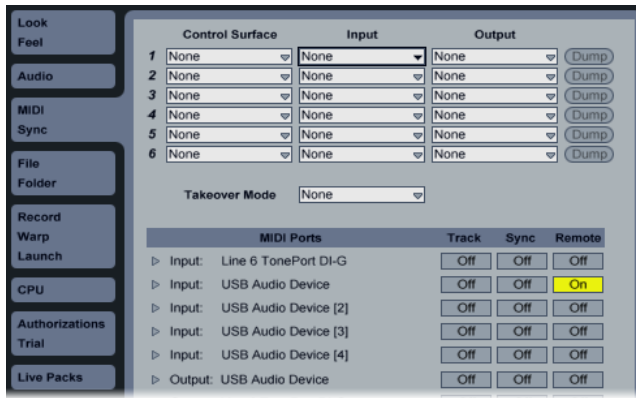 Look
Feel
Audio
MIDI
Sync
File
Folder
Record
Warp
Launch
CPU
Authorizations
Trial
Live Packs
Control Surface Input Output
1 None None None Dump
2 None None None Dump
3 None None None Dump
4 None None None Dump
5 None None None Dump
6 None None None Dump
Takeover Mode None
MIDI Ports Track Sync Remote
Input: Line 6 TonePort DI-G Off Off Off
Input: USB Audio Device Off Off On
Input: USB Audio Device [2] Off Off Off
Input: USB Audio Device [3] Off Off Off
Input: USB Audio Device [4] Off Off Off
Output: USB Audio Device Off Off Off